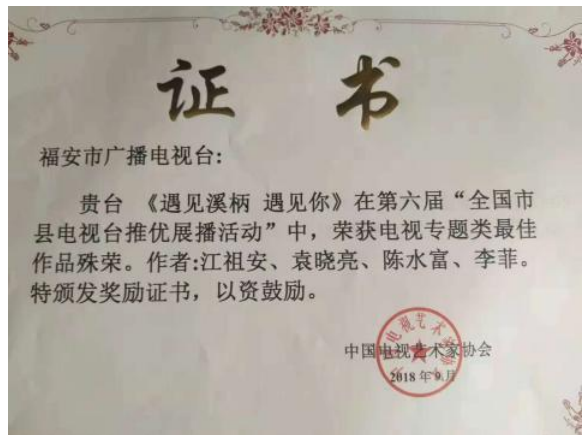 证 书
福安市广播电视台:
贵台 《遇见溪柄 遇见你》在第六届“全国市
县电视台推优展播活动”中，荣获电视专题类最佳
作品殊荣。作者:江祖安、袁晓亮、陈水富、李菲。
特颁发奖励证书，以资鼓励。
中国电视艺术家协会
2018 年 9 月